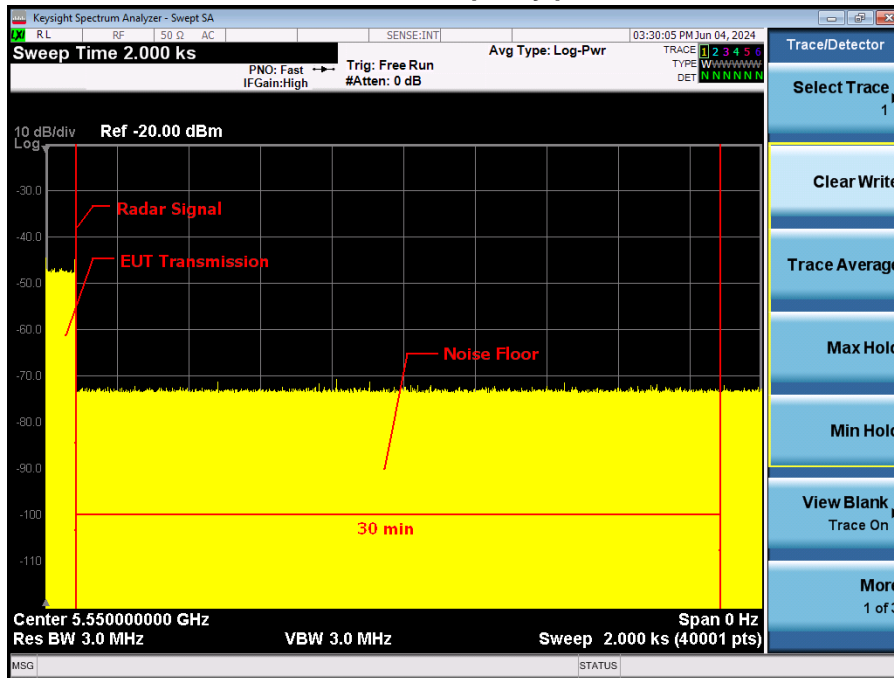 Keysight Spectrum Analyzer - Swept SA
LXI RL RF 50 Ω AC SENSE:INT 03:30:05 PM Jun 04, 2024
Sweep Time 2.000 ks
PNO: Fast
IFGain:High
Trig: Free Run
#Atten: 0 dB
Avg Type: Log-Pwr
TRACE 1 2 3 4 5 6
TYPE WWWWWW
DET N N N N N N
Trace/Detector
Select Trace
1
Clear Write
Trace Average
Max Hold
Min Hold
View Blank
Trace On
More
1 of 3
10 dB/div Ref -20.00 dBm
Log
-30.0
-40.0
-50.0
-60.0
-70.0
-80.0
-90.0
-100
-110
Radar Signal
EUT Transmission
Noise Floor
30 min
Center 5.550000000 GHz Span 0 Hz
Res BW 3.0 MHz VBW 3.0 MHz Sweep 2.000 ks (40001 pts)
MSG STATUS